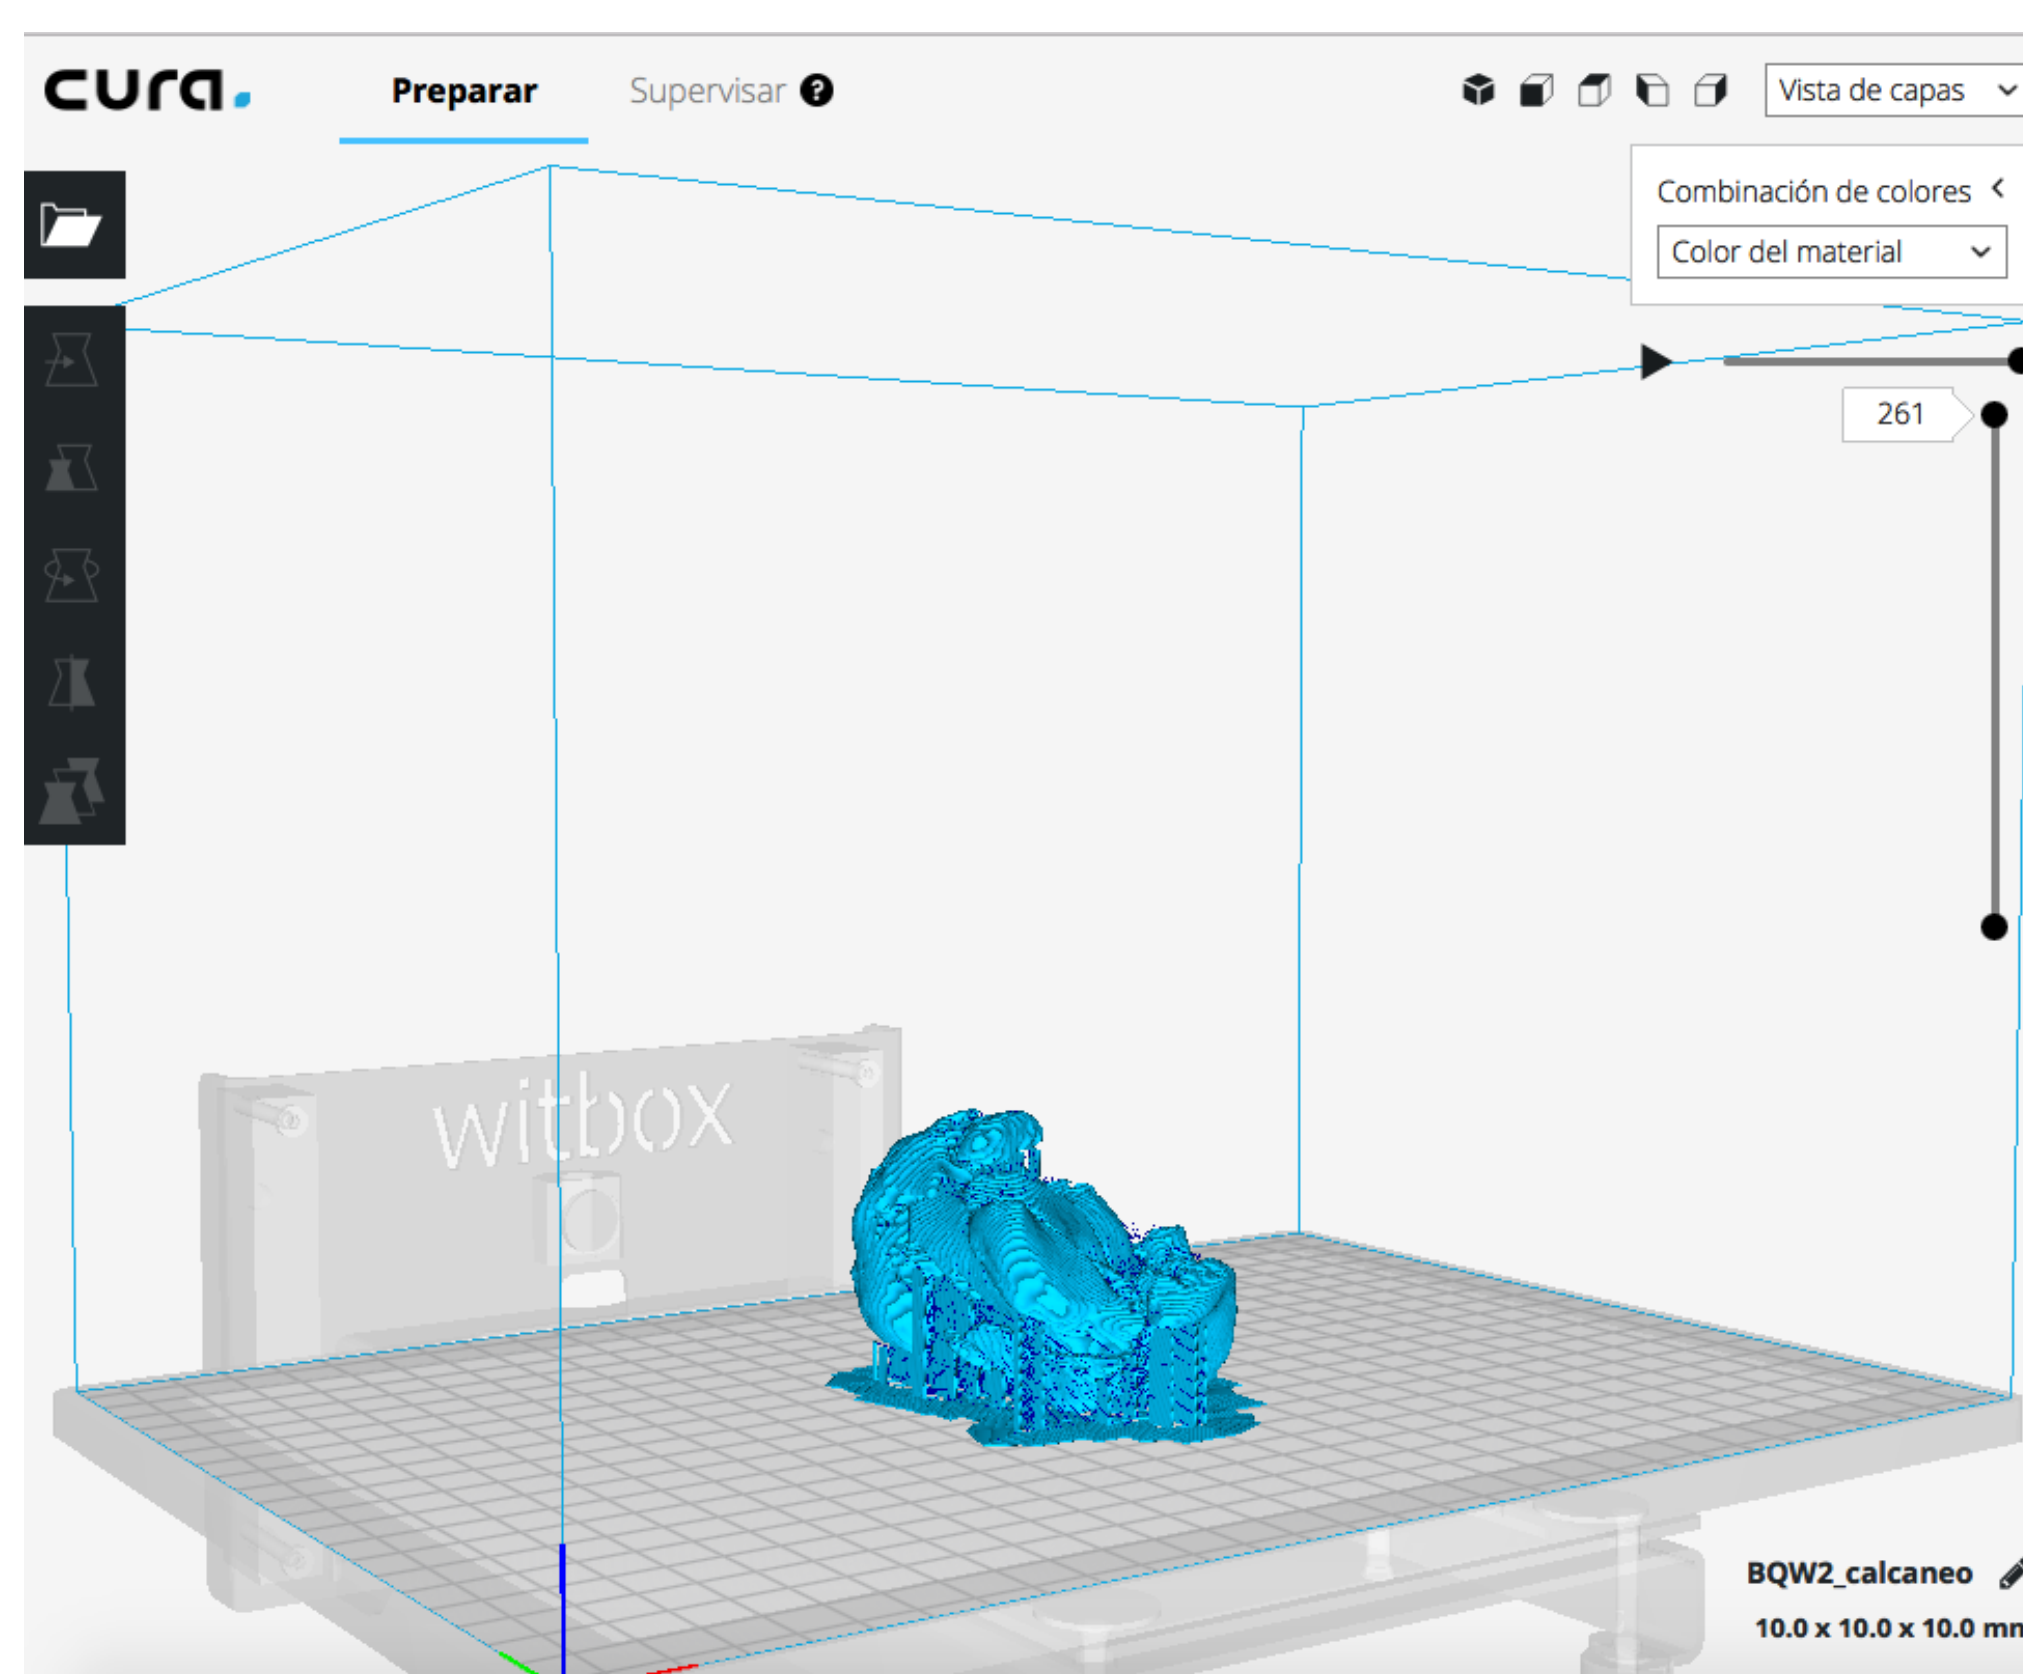 cura.
Preparar
Supervisar ?
Vista de capas
Combinación de colores
Color del material
261
witbox
BQW2_calcaneo
10.0 x 10.0 x 10.0 mm